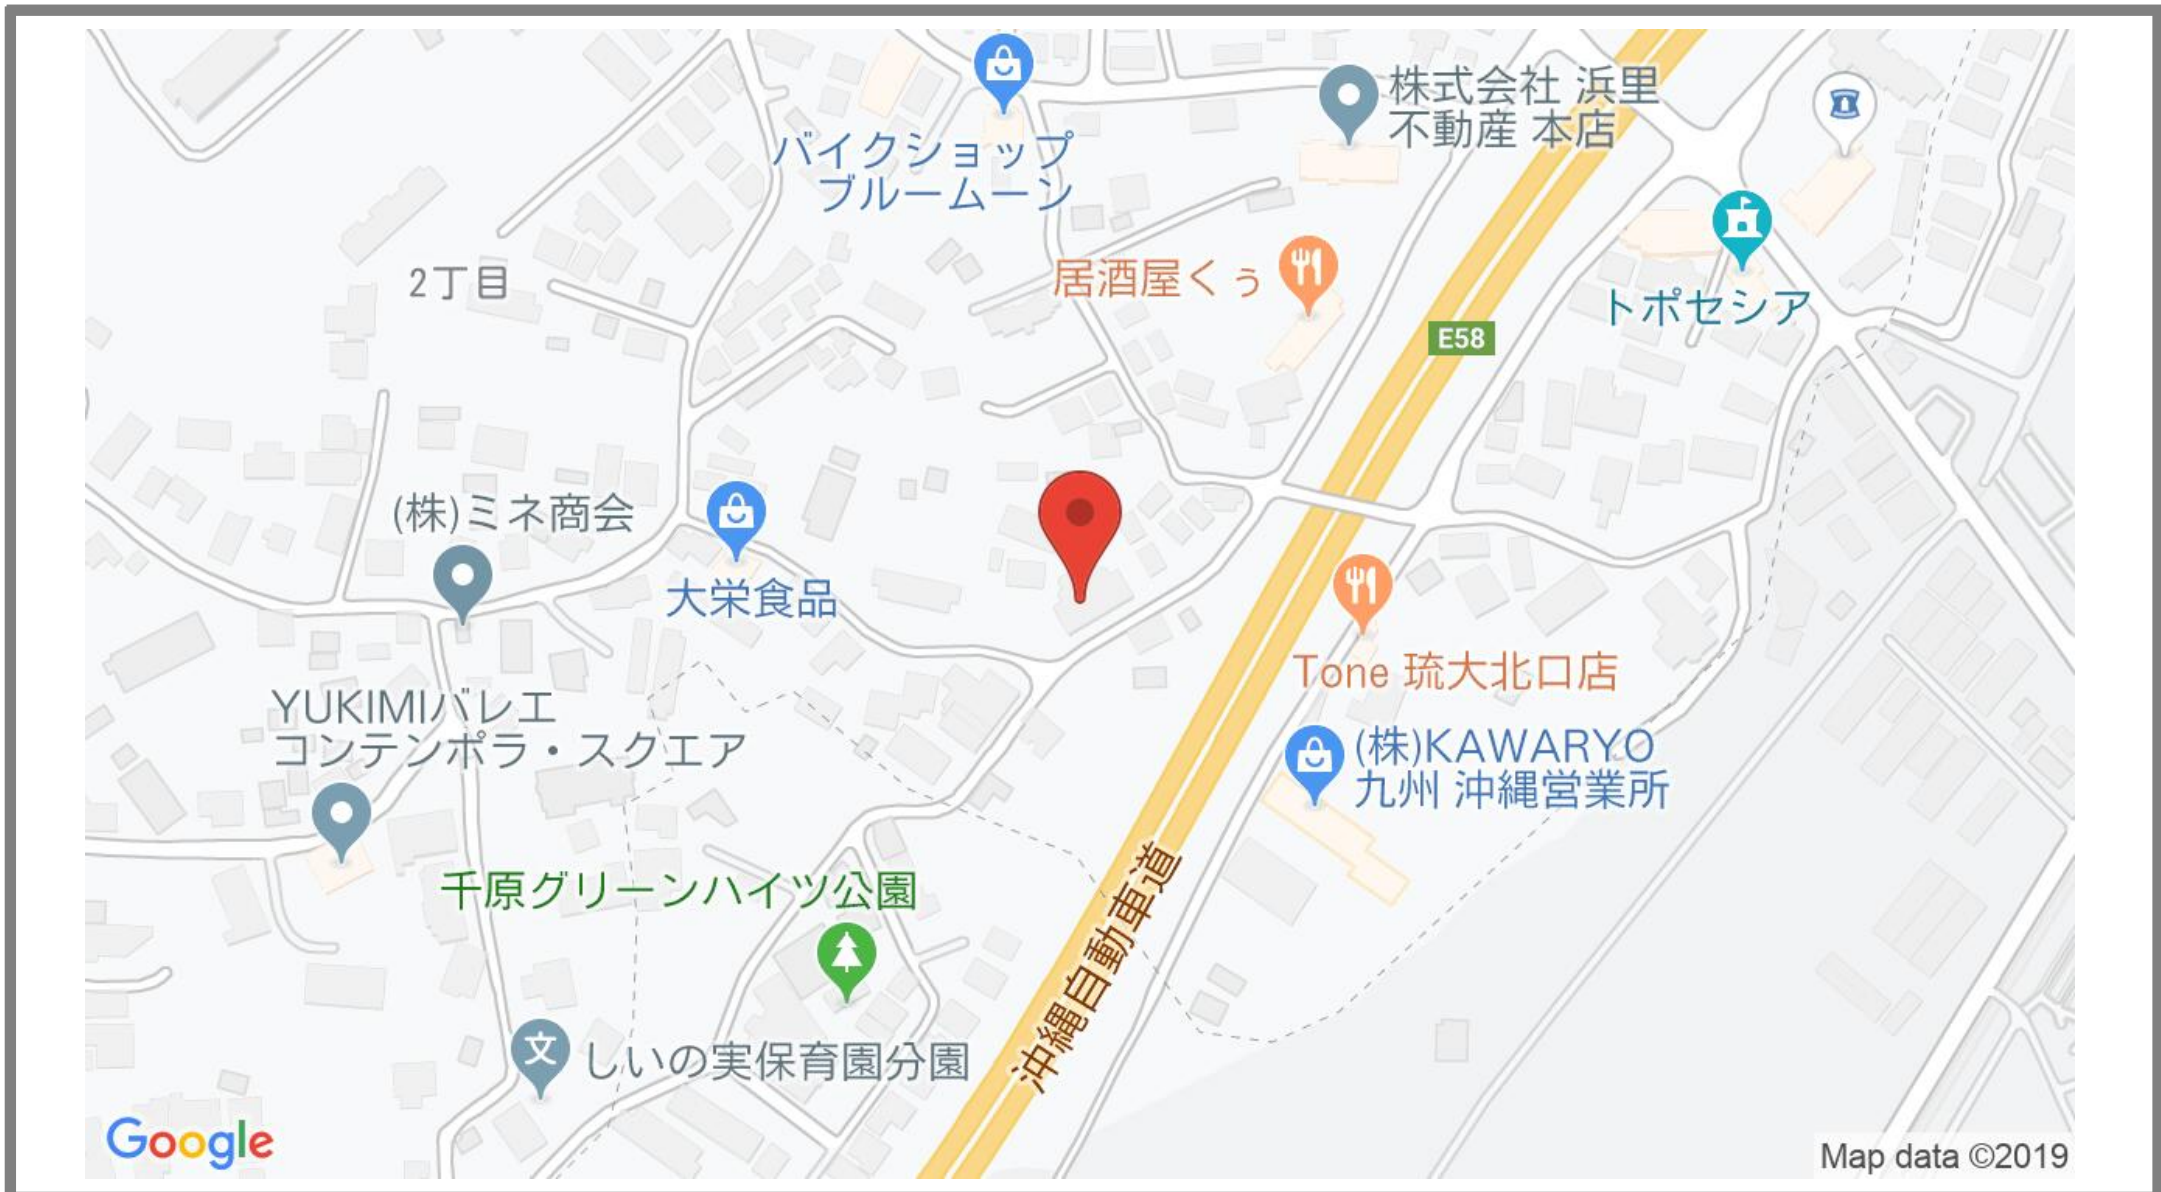 株式会社 浜里
不動産 本店
バイクショップ
ブルームーン
2丁目
居酒屋くぅ
トポセシア
E58
(株)ミネ商会
大栄食品
Tone 琉大北口店
YUKIMIバレエ
コンテンポラ・スクエア
(株)KAWARYO
九州 沖縄営業所
千原グリーンハイツ公園
沖縄自動車道
文
しいの実保育園分園
Google
Map data ©2019